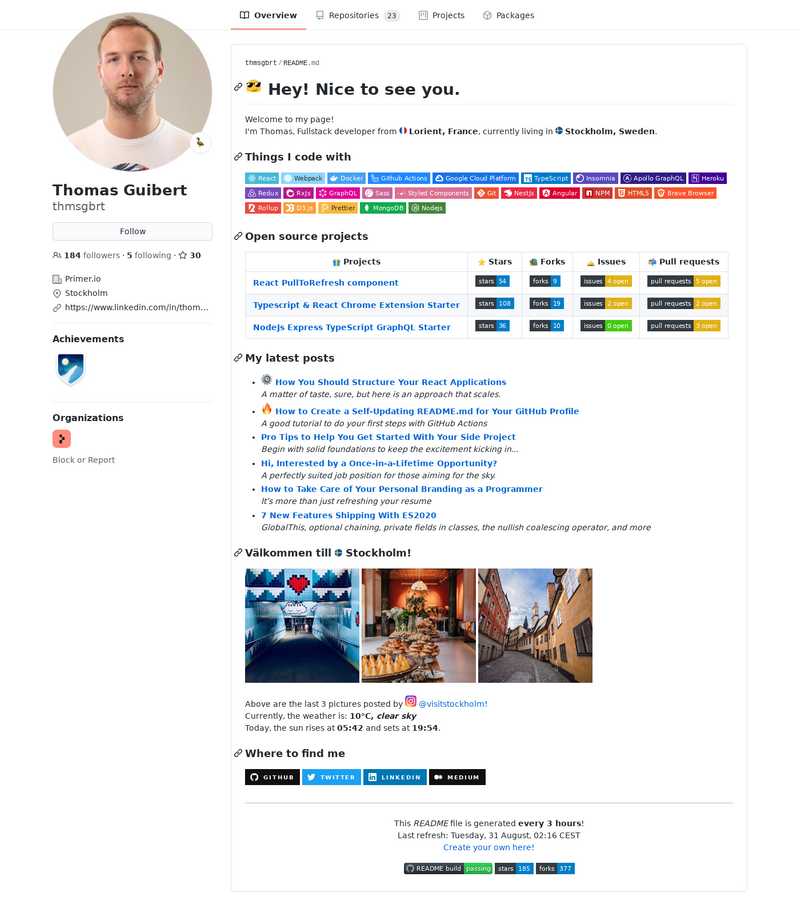 Overview Repositories 23 Projects Packages
Thomas Guibert
thmsgbrt
Follow
184 followers · 5 following · 30
Primer.io
Stockholm
https://www.linkedin.com/in/thom...
Achievements
Organizations
Block or Report
thmsgbrt / README.md
😎 Hey! Nice to see you.
Welcome to my page!
I'm Thomas, Fullstack developer from Lorient, France, currently living in Stockholm, Sweden.
Things I code with
React Webpack Docker Github Actions Google Cloud Platform TypeScript Insomnia Apollo GraphQL Heroku
Redux RxJs GraphQL Sass Styled Components Git NestJs Angular NPM HTML5 Brave Browser
Rollup D3.js Prettier MongoDB Nodejs
Open source projects
Projects Stars Forks Issues Pull requests
React PullToRefresh component stars 54 forks 9 issues 4 open pull requests 5 open
Typescript & React Chrome Extension Starter stars 108 forks 19 issues 2 open pull requests 2 open
NodeJs Express TypeScript GraphQL Starter stars 36 forks 10 issues 0 open pull requests 3 open
My latest posts
How You Should Structure Your React Applications
A matter of taste, sure, but here is an approach that scales.
How to Create a Self-Updating README.md for Your GitHub Profile
A good tutorial to do your first steps with GitHub Actions
Pro Tips to Help You Get Started With Your Side Project
Begin with solid foundations to keep the excitement kicking in...
Hi, Interested by a Once-in-a-Lifetime Opportunity?
A perfectly suited job position for those aiming for the sky.
How to Take Care of Your Personal Branding as a Programmer
It's more than just refreshing your resume
7 New Features Shipping With ES2020
GlobalThis, optional chaining, private fields in classes, the nullish coalescing operator, and more
Välkommen till Stockholm!
Above are the last 3 pictures posted by @visitstockholm!
Currently, the weather is: 10°C, clear sky
Today, the sun rises at 05:42 and sets at 19:54.
Where to find me
GITHUB TWITTER LINKEDIN MEDIUM
This README file is generated every 3 hours!
Last refresh: Tuesday, 31 August, 02:16 CEST
Create your own here!
README build passing stars 185 forks 377